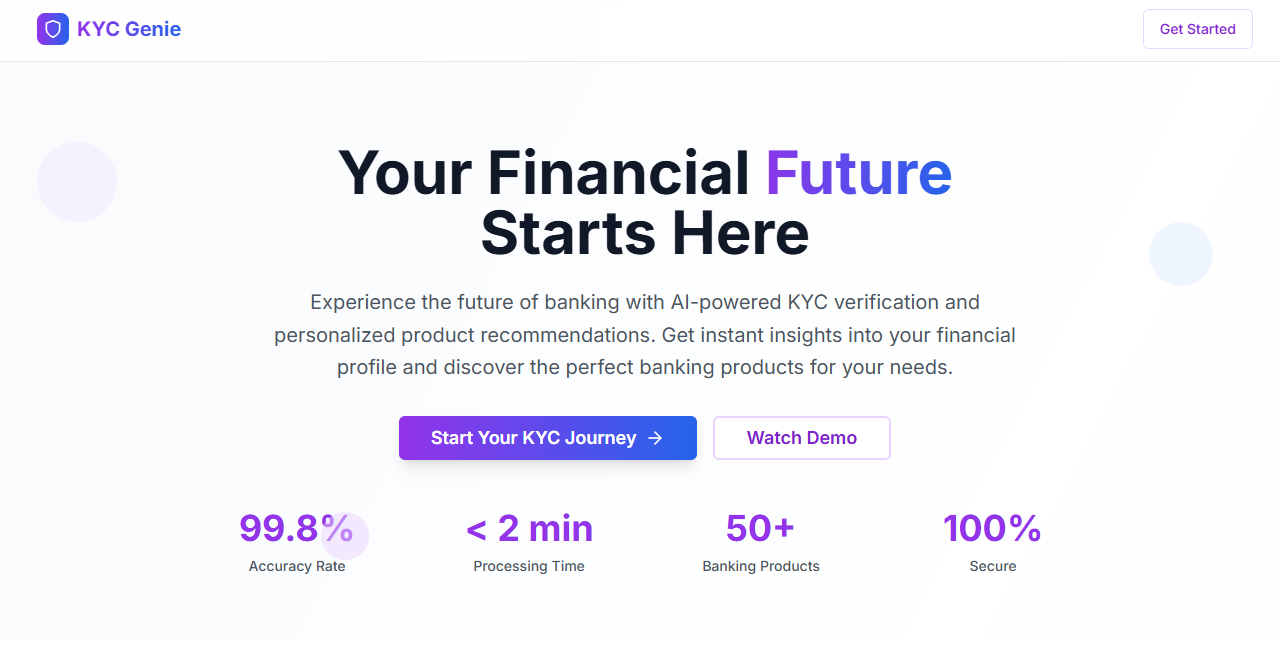 KYC Genie
Get Started
Your Financial Future
Starts Here
Experience the future of banking with AI-powered KYC verification and
personalized product recommendations. Get instant insights into your financial
profile and discover the perfect banking products for your needs.
Start Your KYC Journey →
Watch Demo
99.8%
< 2 min
50+
100%
Accuracy Rate
Processing Time
Banking Products
Secure